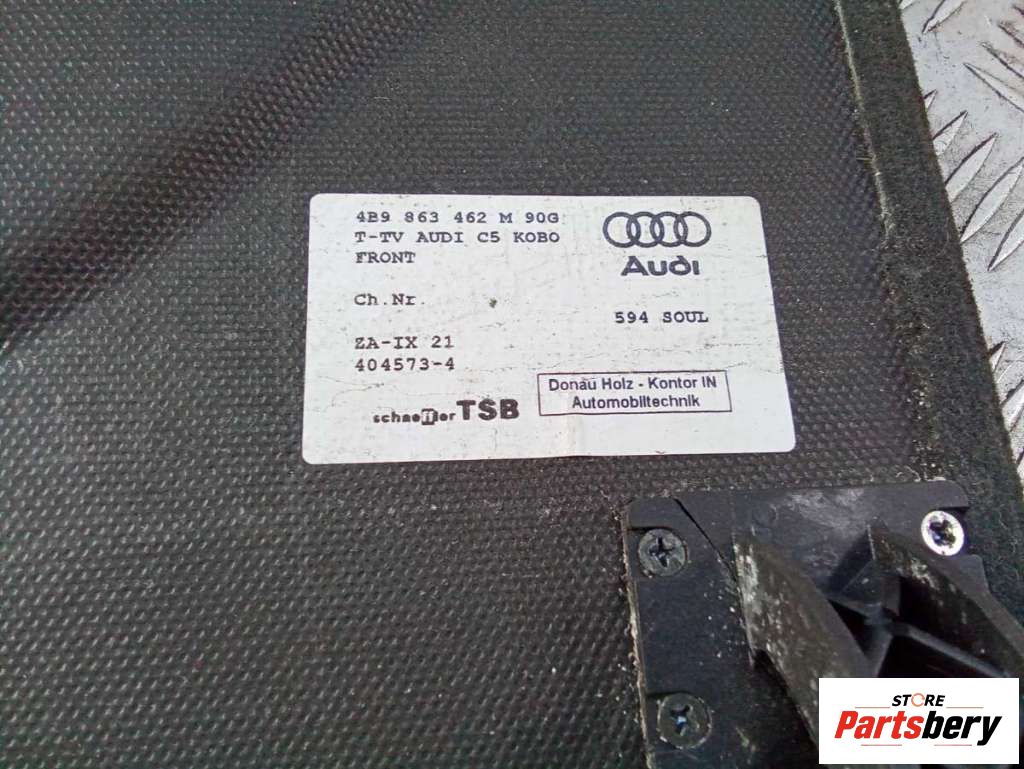 4B9 863 462 M 90G
T-TV AUDI C5 KOBO
FRONT
Audi
Ch.Nr.
594 SOUL
ZA-IX 21
404573-4
schaeffler TSB
Donau Holz - Kontor IN
Automobiltechnik
STORE
Partsbery